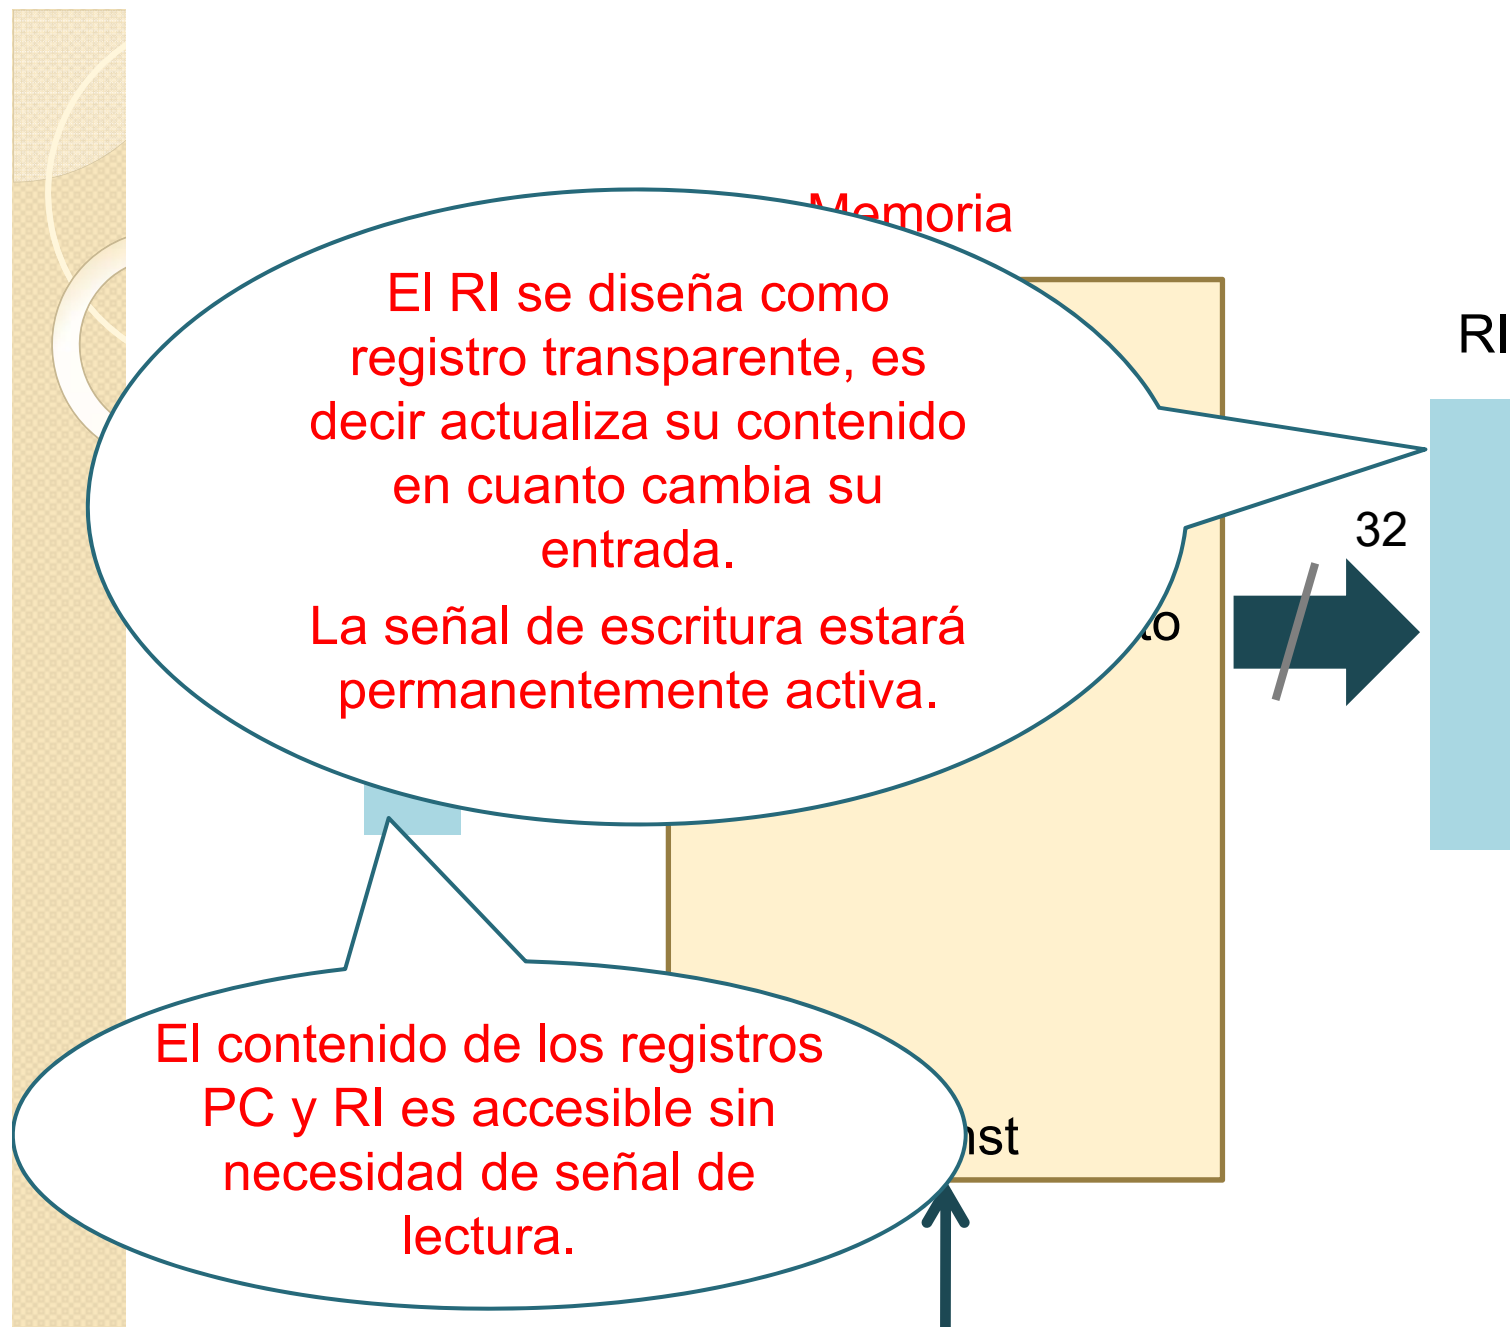 Memoria
El RI se diseña como
registro transparente, es
decir actualiza su contenido
en cuanto cambia su
entrada.
La señal de escritura estará
permanentemente activa.
RI
32
El contenido de los registros
PC y RI es accesible sin
necesidad de señal de
lectura.